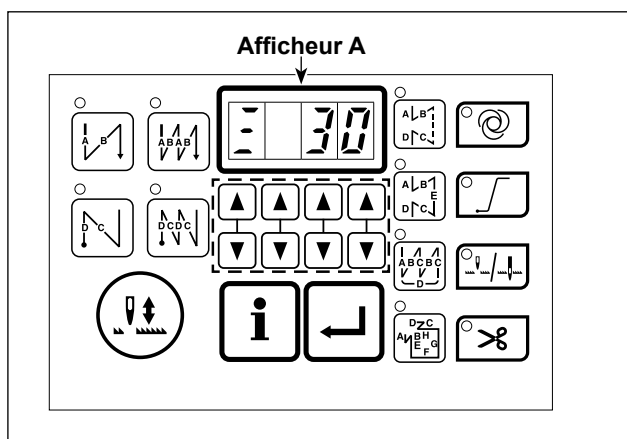 Afficheur A
30
A B
A B A B
D C
D C D C
A B
D C
A B
E
D C
A B C B C
D
D C
A B H
E G
F
i